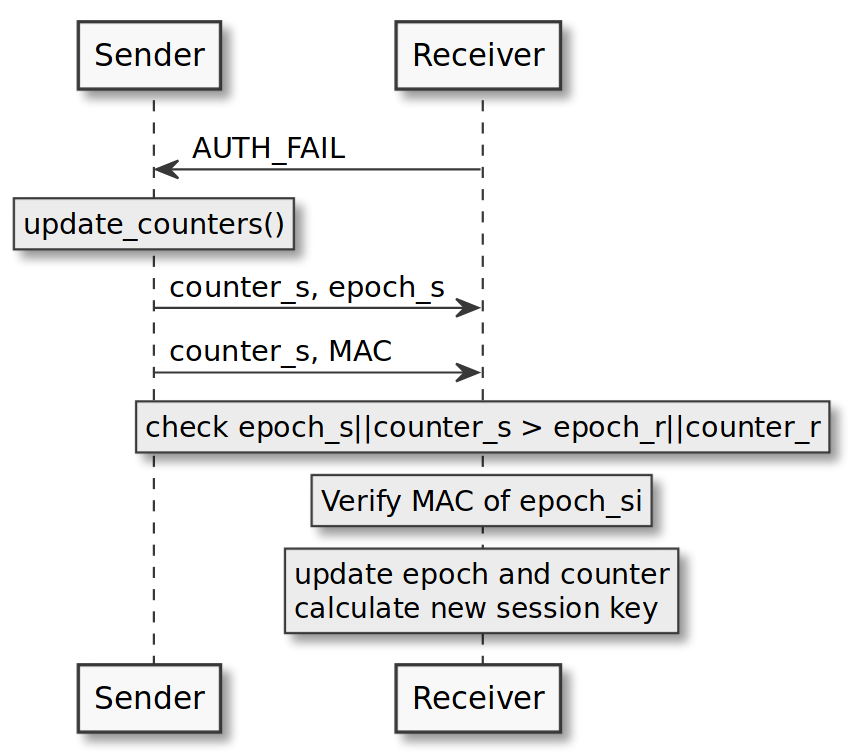 Sender
Receiver
AUTH_FAIL
update_counters()
counter_s, epoch_s
counter_s, MAC
check epoch_s||counter_s > epoch_r||counter_r
Verify MAC of epoch_si
update epoch and counter
calculate new session key
Sender
Receiver